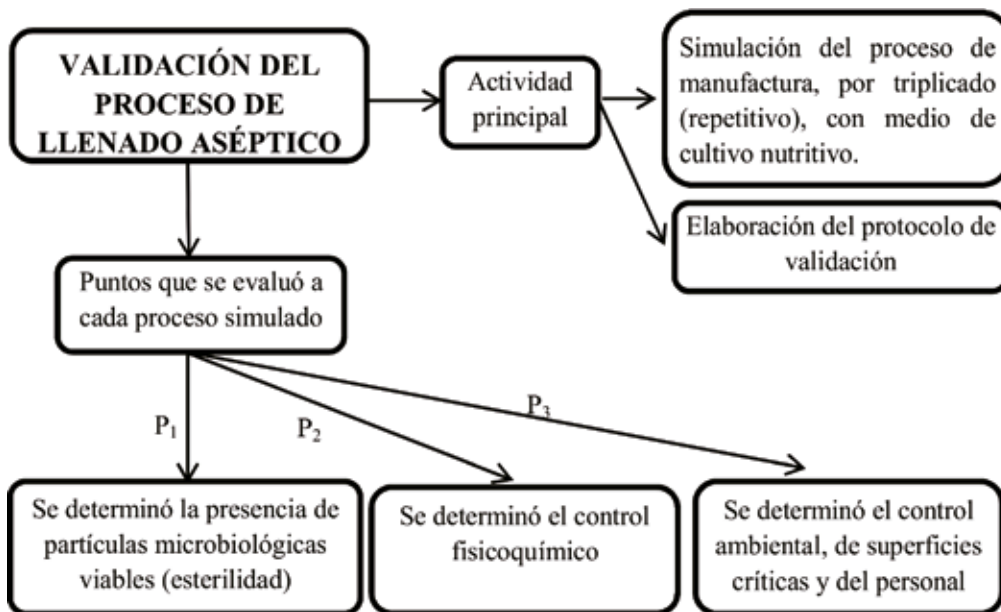 VALIDACIÓN DEL
PROCESO DE
LLENADO ASÉPTICO
Actividad
principal
Simulación del proceso de
manufactura, por triplicado
(repetitivo), con medio de
cultivo nutritivo.
Elaboración del protocolo de
validación
Puntos que se evaluó a
cada proceso simulado
P₁
P₂
P₃
Se determinó la presencia de
partículas microbiológicas
viables (esterilidad)
Se determinó el control
fisicoquímico
Se determinó el control
ambiental, de superficies
críticas y del personal